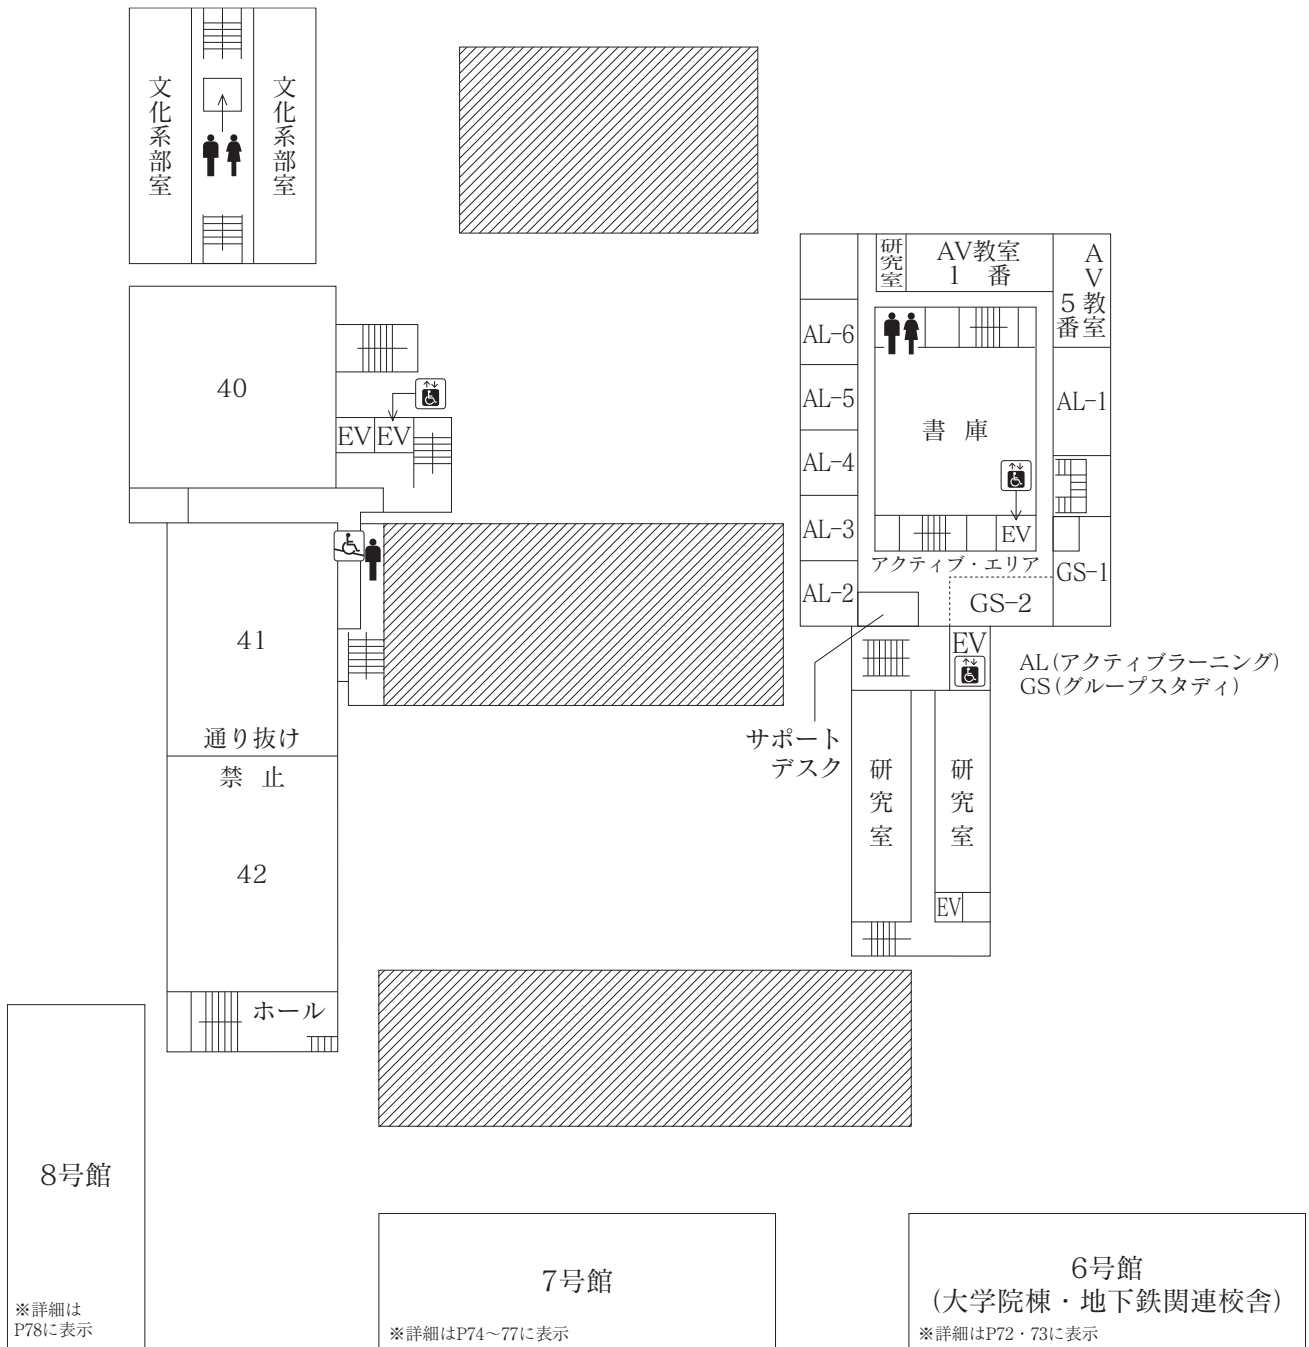 文化系部室
文化系部室
研究室
AV教室
1 番
AV教室
5番
AL-6
40
AL-5
AL-1
EV
EV
書 庫
AL-4
AL-3
EV
アクティブ・エリア
GS-1
AL-2
GS-2
41
EV
AL(アクティブラーニング)
GS(グループスタディ)
通り抜け
禁 止
サポート
デスク
研究室
研究室
42
EV
ホール
8号館
※詳細は
P78に表示
7号館
※詳細はP74～77に表示
6号館
(大学院棟・地下鉄関連校舎)
※詳細はP72・73に表示